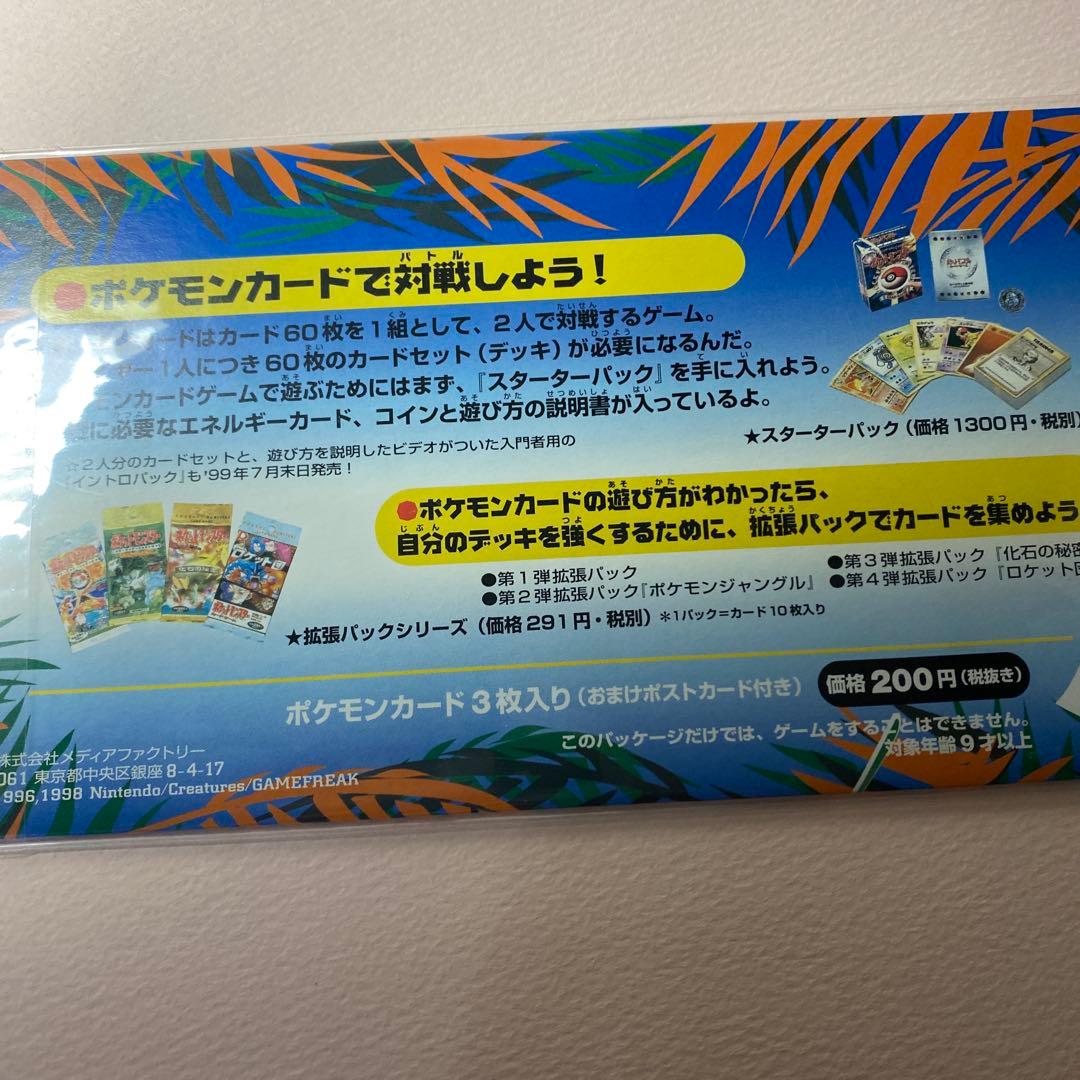 ●ポケモンカードで対戦しよう!
バトル
ンカードはカード60枚を1組として、2人で対戦するゲーム。
ー1人につき60枚のカードセット(デッキ)が必要になるんだ。
ンカードゲームで遊ぶためにはまず、『スターターパック』を手に入れよう。
に必要なエネルギーカード、コインと遊び方の説明書が入っているよ。
☆2人分のカードセットと、遊び方を説明したビデオがついた入門者用の
『イントロパック』も'99年7月末日発売!
★スターターパック(価格1300円・税別)
●ポケモンカードの遊び方がわかったら、
自分のデッキを強くするために、拡張パックでカードを集めよう
●第1弾拡張パック
●第2弾拡張パック『ポケモンジャングル』
●第3弾拡張パック『化石の秘密
●第4弾拡張パック『ロケット団
★拡張パックシリーズ(価格291円・税別)*1パック=カード10枚入り
ポケモンカード3枚入り(おまけポストカード付き) 価格200円(税抜き)
このパッケージだけでは、ゲームをすることはできません。
対象年齢9才以上
株式会社メディアファクトリー
061 東京都中央区銀座8-4-17
996,1998 Nintendo/Creatures/GAMEFREAK